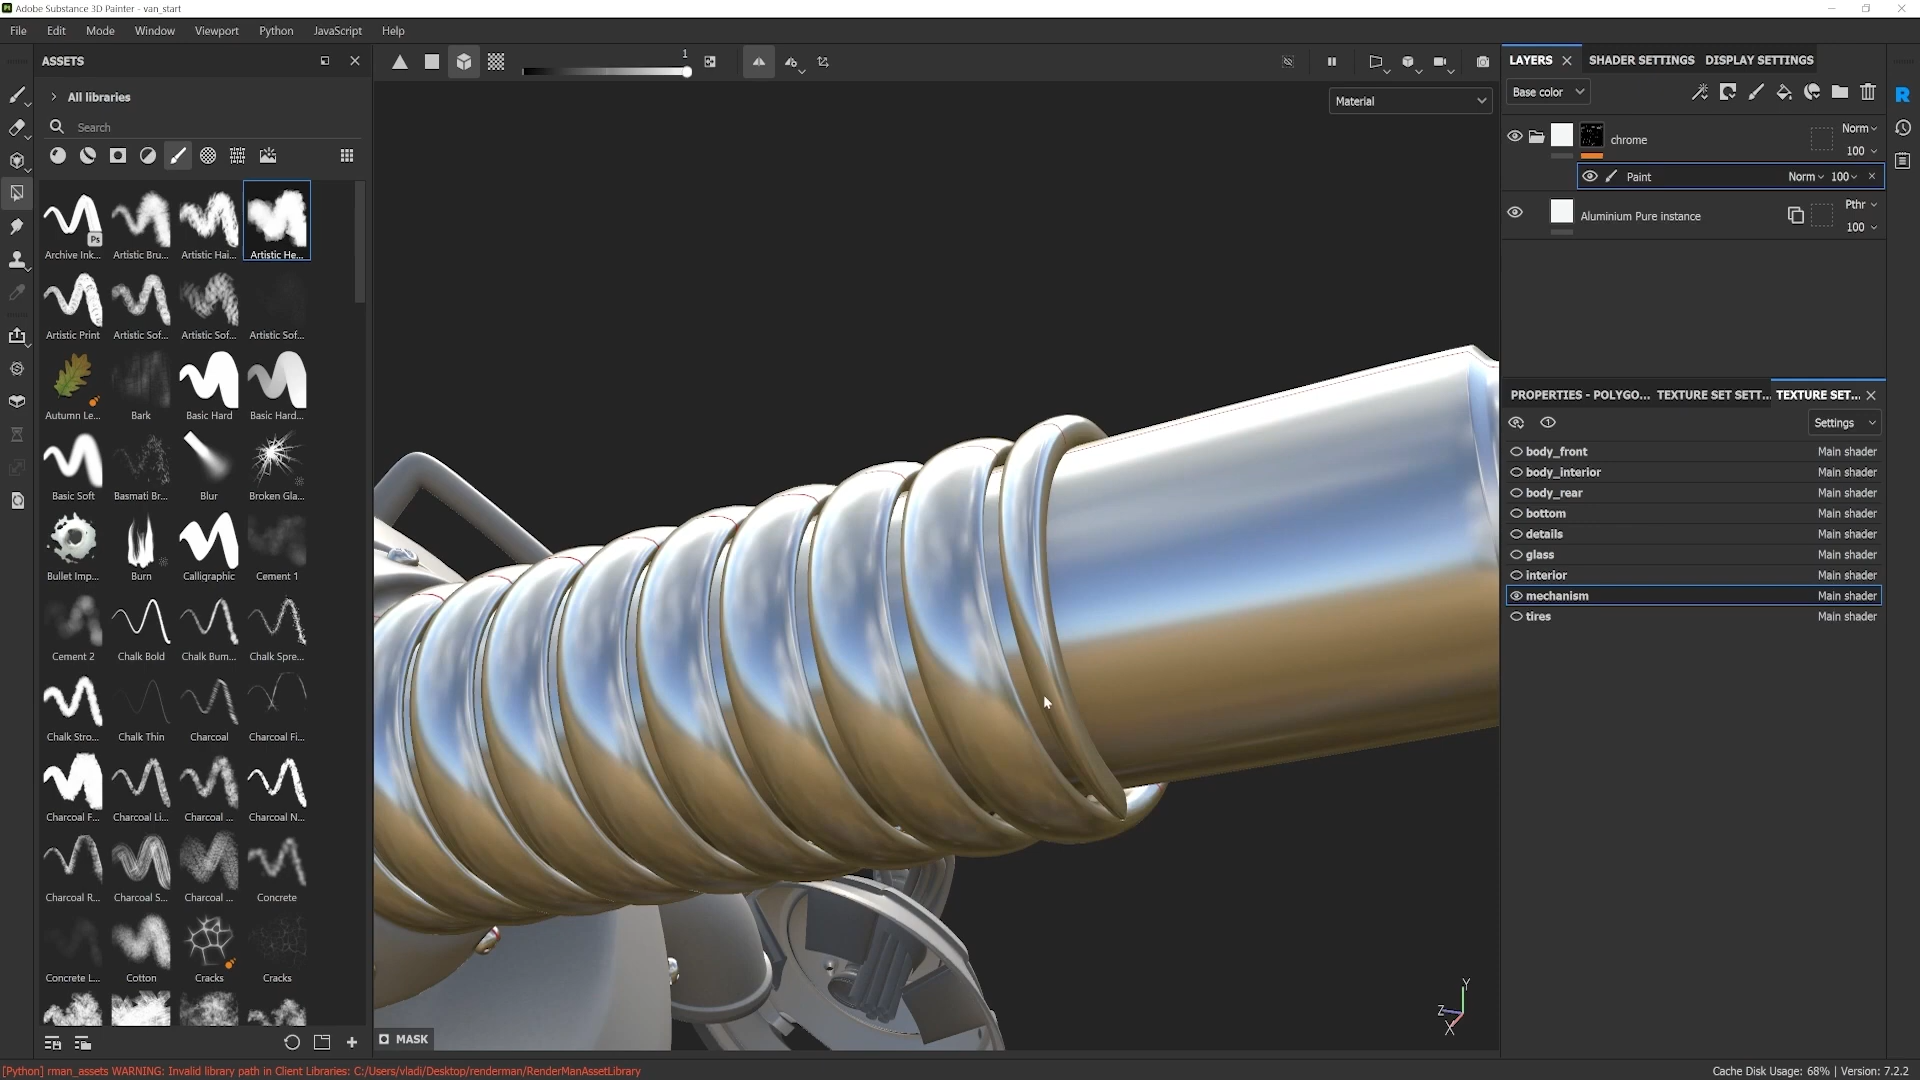 Adobe Substance 3D Painter - van_start
File Edit Mode Window Viewport Python JavaScript Help
ASSETS
All libraries
Search
Archive Ink... Artistic Bru... Artistic Hai... Artistic He...
Ps
Artistic Print Artistic Sof... Artistic Sof... Artistic Sof...
Autumn Le... Bark Basic Hard Basic Hard...
Basic Soft Basmati Br... Blur Broken Gla...
Bullet Imp... Burn Calligraphic Cement 1
Cement 2 Chalk Bold Chalk Bum... Chalk Spre...
Chalk Stro... Chalk Thin Charcoal Charcoal Fi...
Charcoal F... Charcoal Li... Charcoal ... Charcoal N...
Charcoal R... Charcoal S... Charcoal ... Concrete
Concrete L... Cotton Cracks Cracks
1
Material
MASK
Y
Z
X
LAYERS SHADER SETTINGS DISPLAY SETTINGS
Base color
chrome Norm
100
Paint Norm 100
Aluminium Pure instance Pthr
100
R
PROPERTIES - POLYGO... TEXTURE SET SETT... TEXTURE SET...
Settings
body_front Main shader
body_interior Main shader
body_rear Main shader
bottom Main shader
details Main shader
glass Main shader
interior Main shader
mechanism Main shader
tires Main shader
[Python] rman_assets WARNING: Invalid library path in Client Libraries: C:/Users/vladi/Desktop/renderman/RenderManAssetLibrary
Cache Disk Usage: 68% | Version: 7.2.2